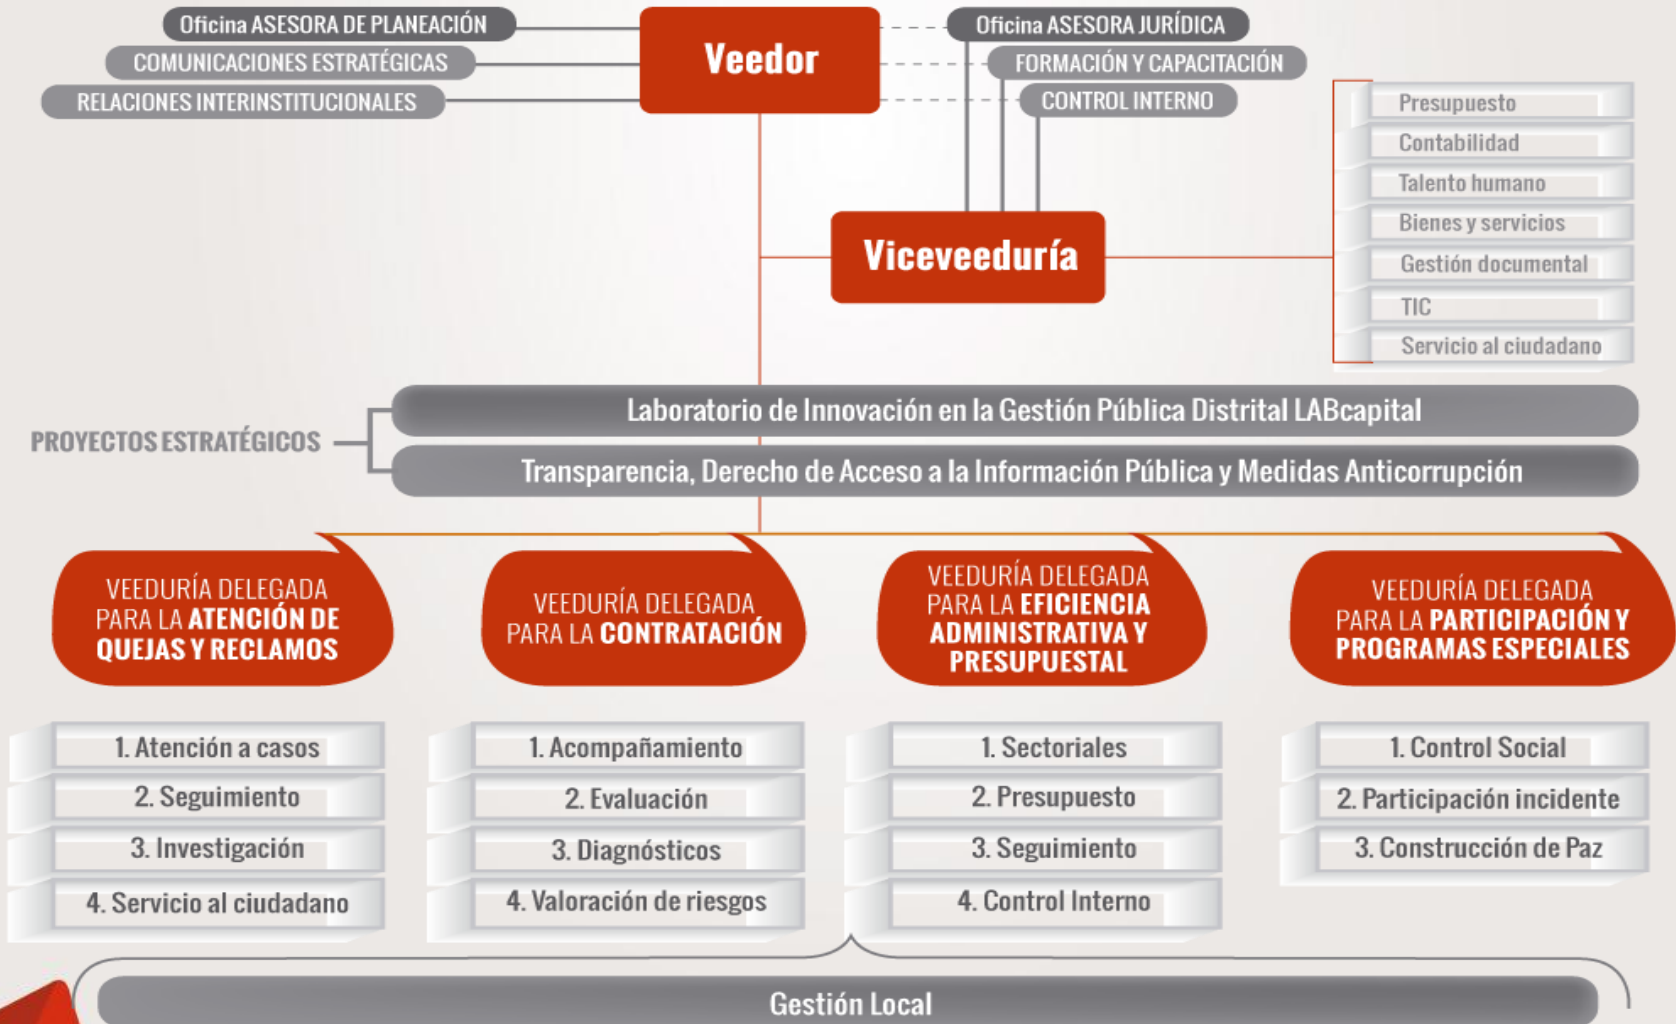 Oficina ASESORA DE PLANEACIÓN
COMUNICACIONES ESTRATÉGICAS
RELACIONES INTERINSTITUCIONALES
Veedor
Oficina ASESORA JURÍDICA
FORMACIÓN Y CAPACITACIÓN
CONTROL INTERNO
Viceveeduría
Presupuesto
Contabilidad
Talento humano
Bienes y servicios
Gestión documental
TIC
Servicio al ciudadano
PROYECTOS ESTRATÉGICOS
Laboratorio de Innovación en la Gestión Pública Distrital LABcapital
Transparencia, Derecho de Acceso a la Información Pública y Medidas Anticorrupción
VEEDURÍA DELEGADA
PARA LA ATENCIÓN DE
QUEJAS Y RECLAMOS
1. Atención a casos
2. Seguimiento
3. Investigación
4. Servicio al ciudadano
VEEDURÍA DELEGADA
PARA LA CONTRATACIÓN
1. Acompañamiento
2. Evaluación
3. Diagnósticos
4. Valoración de riesgos
VEEDURÍA DELEGADA
PARA LA EFICIENCIA
ADMINISTRATIVA Y
PRESUPUESTAL
1. Sectoriales
2. Presupuesto
3. Seguimiento
4. Control Interno
VEEDURÍA DELEGADA
PARA LA PARTICIPACIÓN Y
PROGRAMAS ESPECIALES
1. Control Social
2. Participación incidente
3. Construcción de Paz
Gestión Local